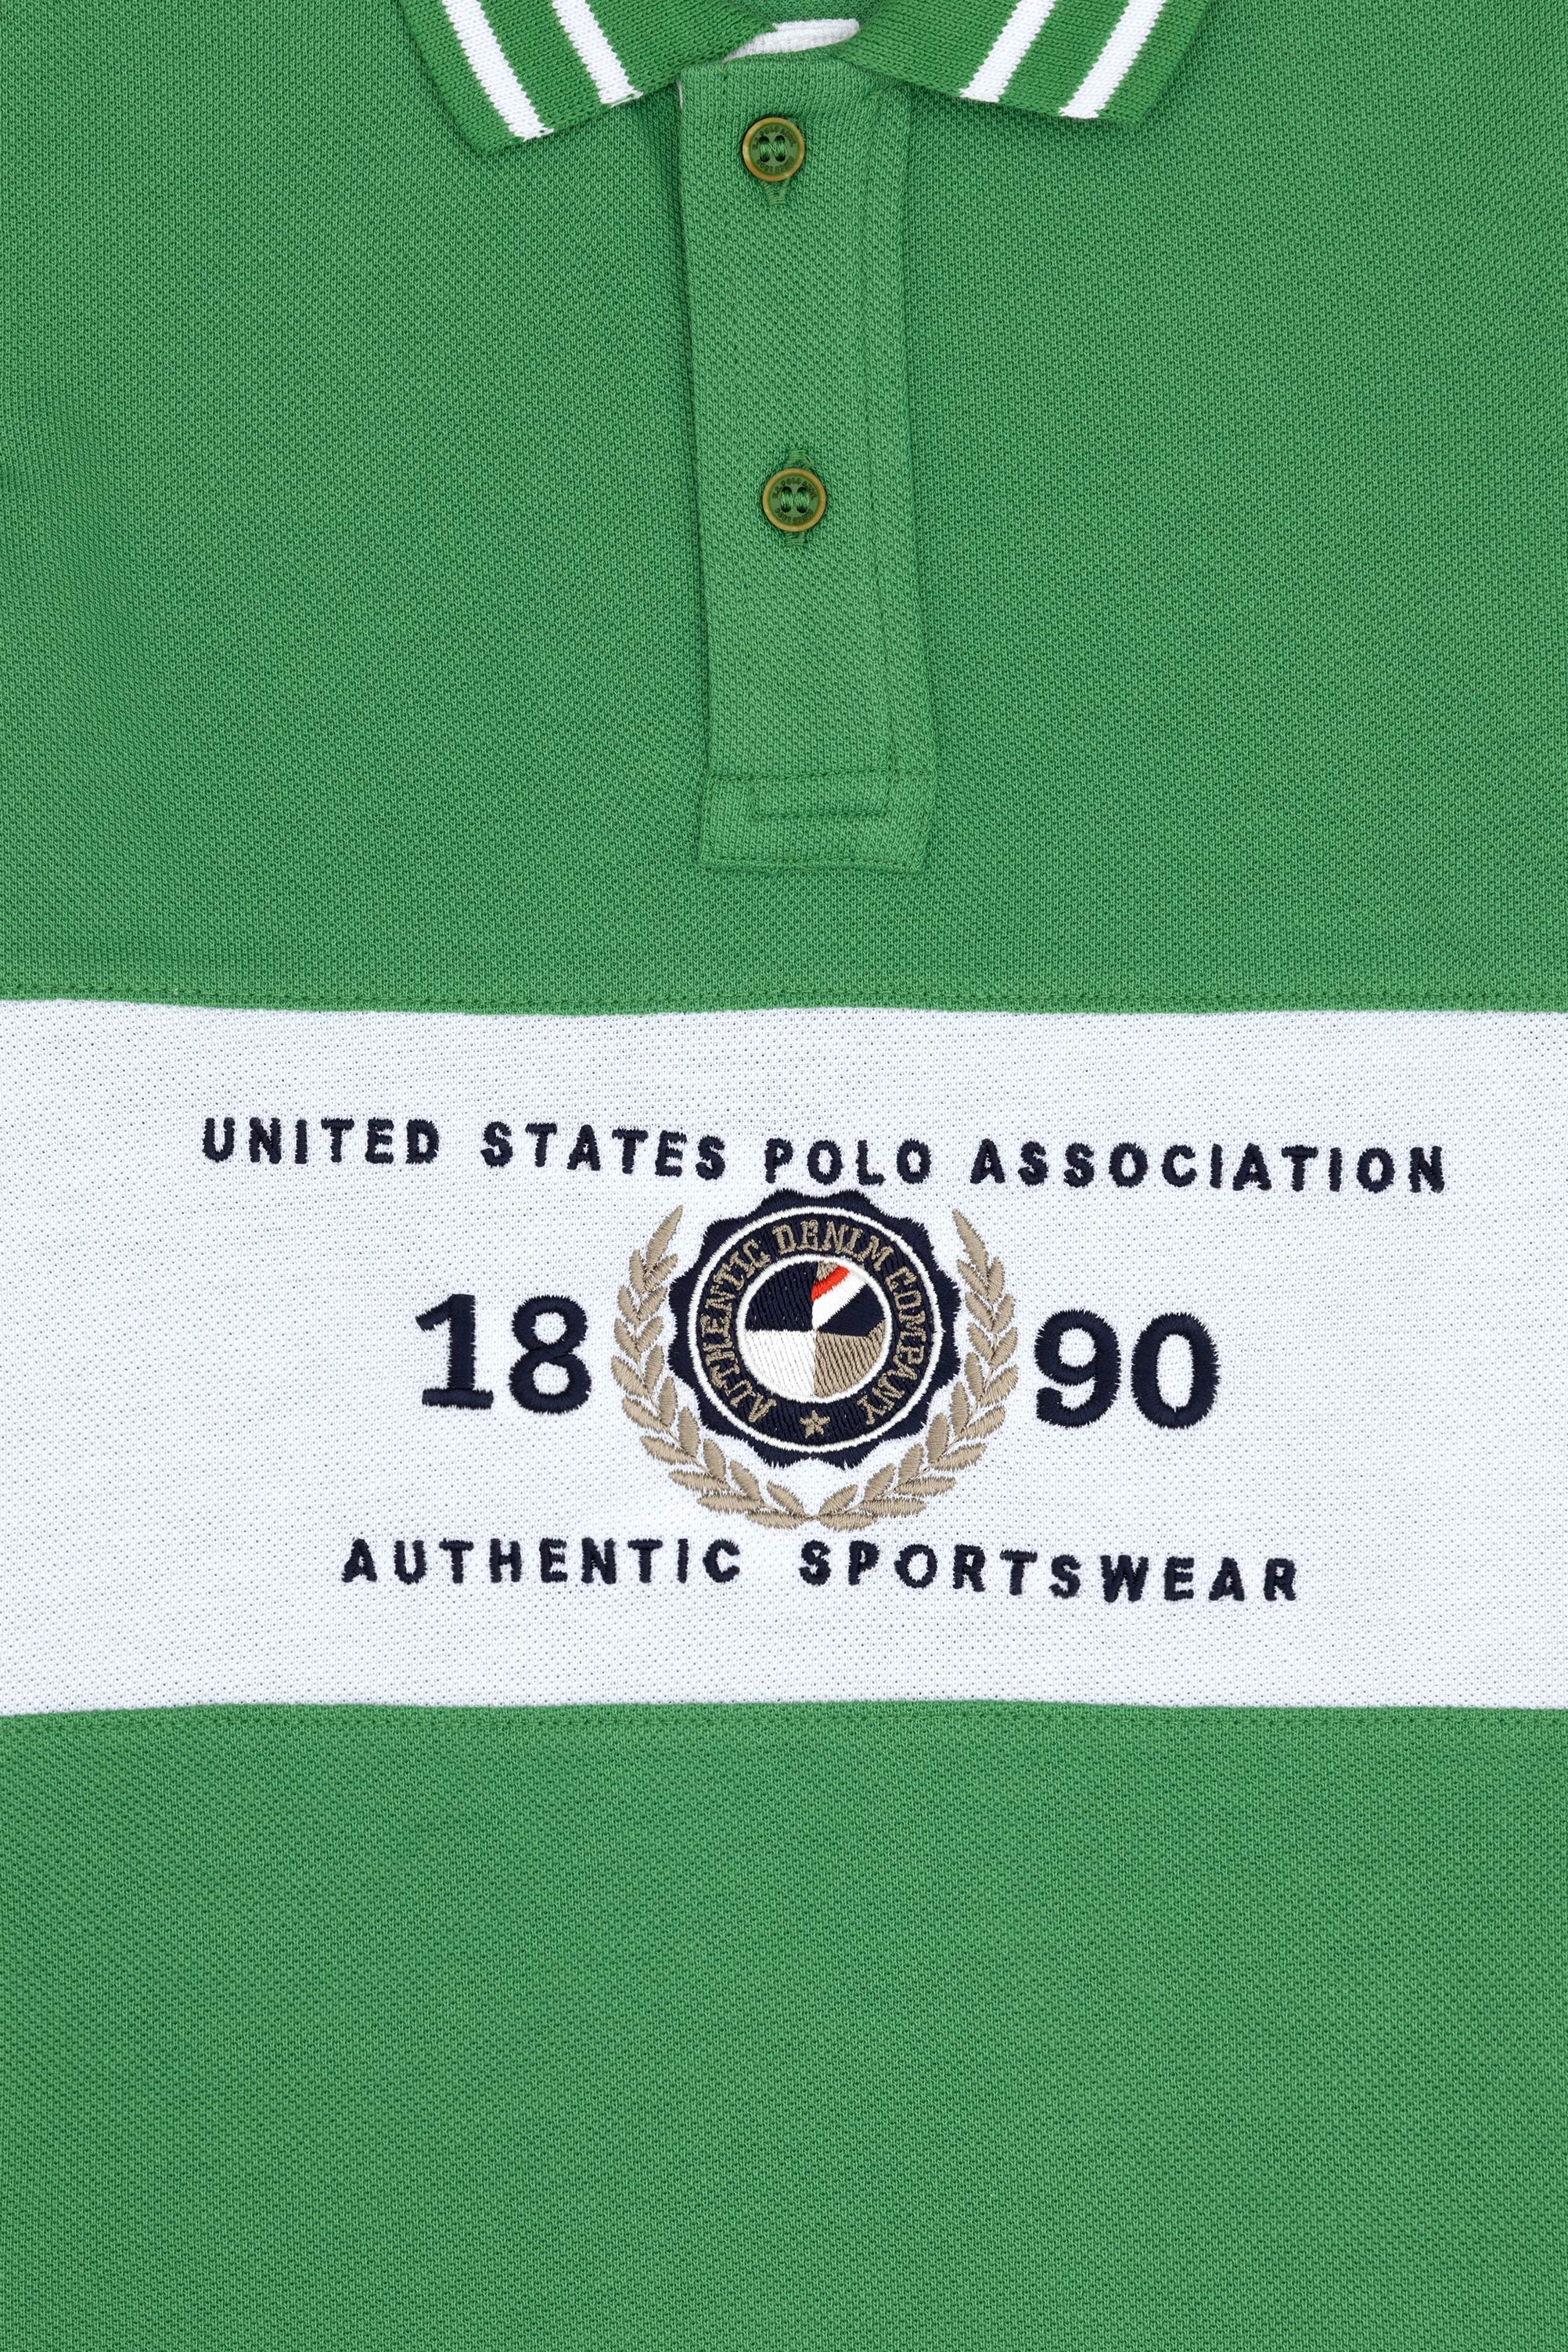 UNITED STATES POLO ASSOCIATION
AUTHENTIC DENIM COMPANY
18 90
AUTHENTIC SPORTSWEAR